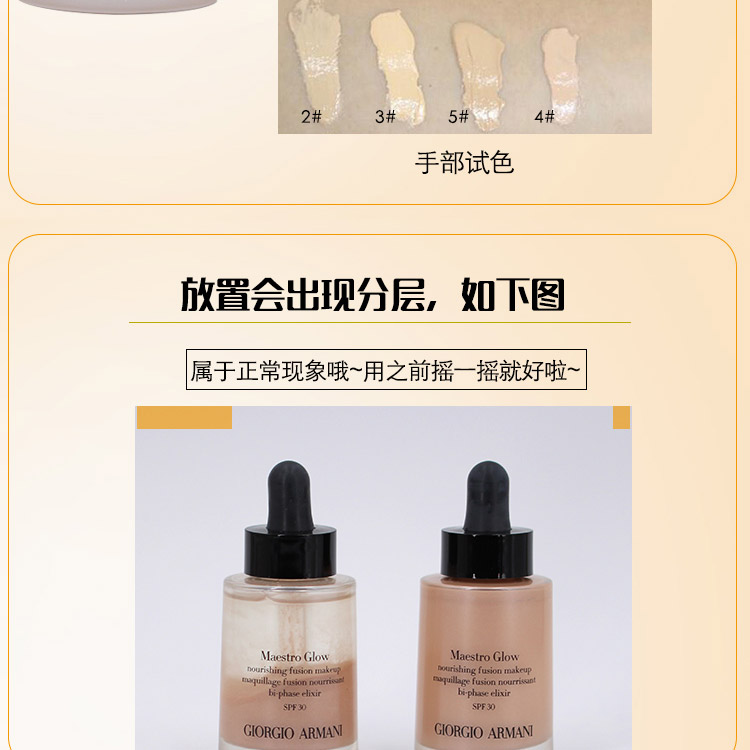 2# 3# 5# 4#
手部试色
放置会出现分层，如下图
属于正常现象哦~用之前摇一摇就好啦~
Maestro Glow
nourishing fusion makeup
maquillage fusion nourrissant
bi-phase elixir
SPF 30
GIORGIO ARMANI
Maestro Glow
nourishing fusion makeup
maquillage fusion nourrissant
bi-phase elixir
SPF 30
GIORGIO ARMANI